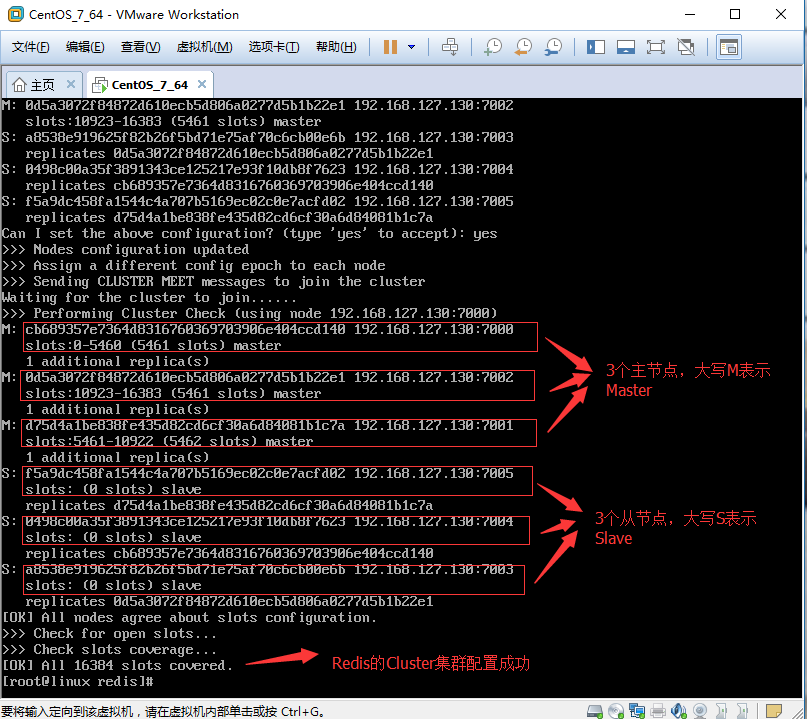 CentOS_7_64 - VMware Workstation
文件(F) 编辑(E) 查看(V) 虚拟机(M) 选项卡(T) 帮助(H)
主页 CentOS_7_64
M: 0d5a3072f84872d610ecb5d806a0277d5b1b22e1 192.168.127.130:7002
slots:10923-16383 (5461 slots) master
S: a8538e919625f82b26f5bd71e75af70c6cb00e6b 192.168.127.130:7003
replicates 0d5a3072f84872d610ecb5d806a0277d5b1b22e1
S: 0498c00a35f3891343ce125217e93f10db8f7623 192.168.127.130:7004
replicates cb689357e7364d8316760369703906e404ccd140
S: f5a9dc458fa1544c4a707b5169ec02c0e7acfd02 192.168.127.130:7005
replicates d75d4a1be838fe435d82cd6cf30a6d84081b1c7a
Can I set the above configuration? (type 'yes' to accept): yes
>>> Nodes configuration updated
>>> Assign a different config epoch to each node
>>> Sending CLUSTER MEET messages to join the cluster
Waiting for the cluster to join......
>>> Performing Cluster Check (using node 192.168.127.130:7000)
M: cb689357e7364d8316760369703906e404ccd140 192.168.127.130:7000
slots:0-5460 (5461 slots) master
1 additional replica(s)
M: 0d5a3072f84872d610ecb5d806a0277d5b1b22e1 192.168.127.130:7002
slots:10923-16383 (5461 slots) master
1 additional replica(s)
M: d75d4a1be838fe435d82cd6cf30a6d84081b1c7a 192.168.127.130:7001
slots:5461-10922 (5462 slots) master
1 additional replica(s)
3个主节点，大写M表示
Master
S: f5a9dc458fa1544c4a707b5169ec02c0e7acfd02 192.168.127.130:7005
slots: (0 slots) slave
replicates d75d4a1be838fe435d82cd6cf30a6d84081b1c7a
S: 0498c00a35f3891343ce125217e93f10db8f7623 192.168.127.130:7004
slots: (0 slots) slave
replicates cb689357e7364d8316760369703906e404ccd140
S: a8538e919625f82b26f5bd71e75af70c6cb00e6b 192.168.127.130:7003
slots: (0 slots) slave
replicates 0d5a3072f84872d610ecb5d806a0277d5b1b22e1
3个从节点，大写S表示
Slave
[OK] All nodes agree about slots configuration.
>>> Check for open slots...
>>> Check slots coverage...
[OK] All 16384 slots covered.
Redis的Cluster集群配置成功
[root@linux redis]#
要将输入定向到该虚拟机，请在虚拟机内部单击或按 Ctrl+G。